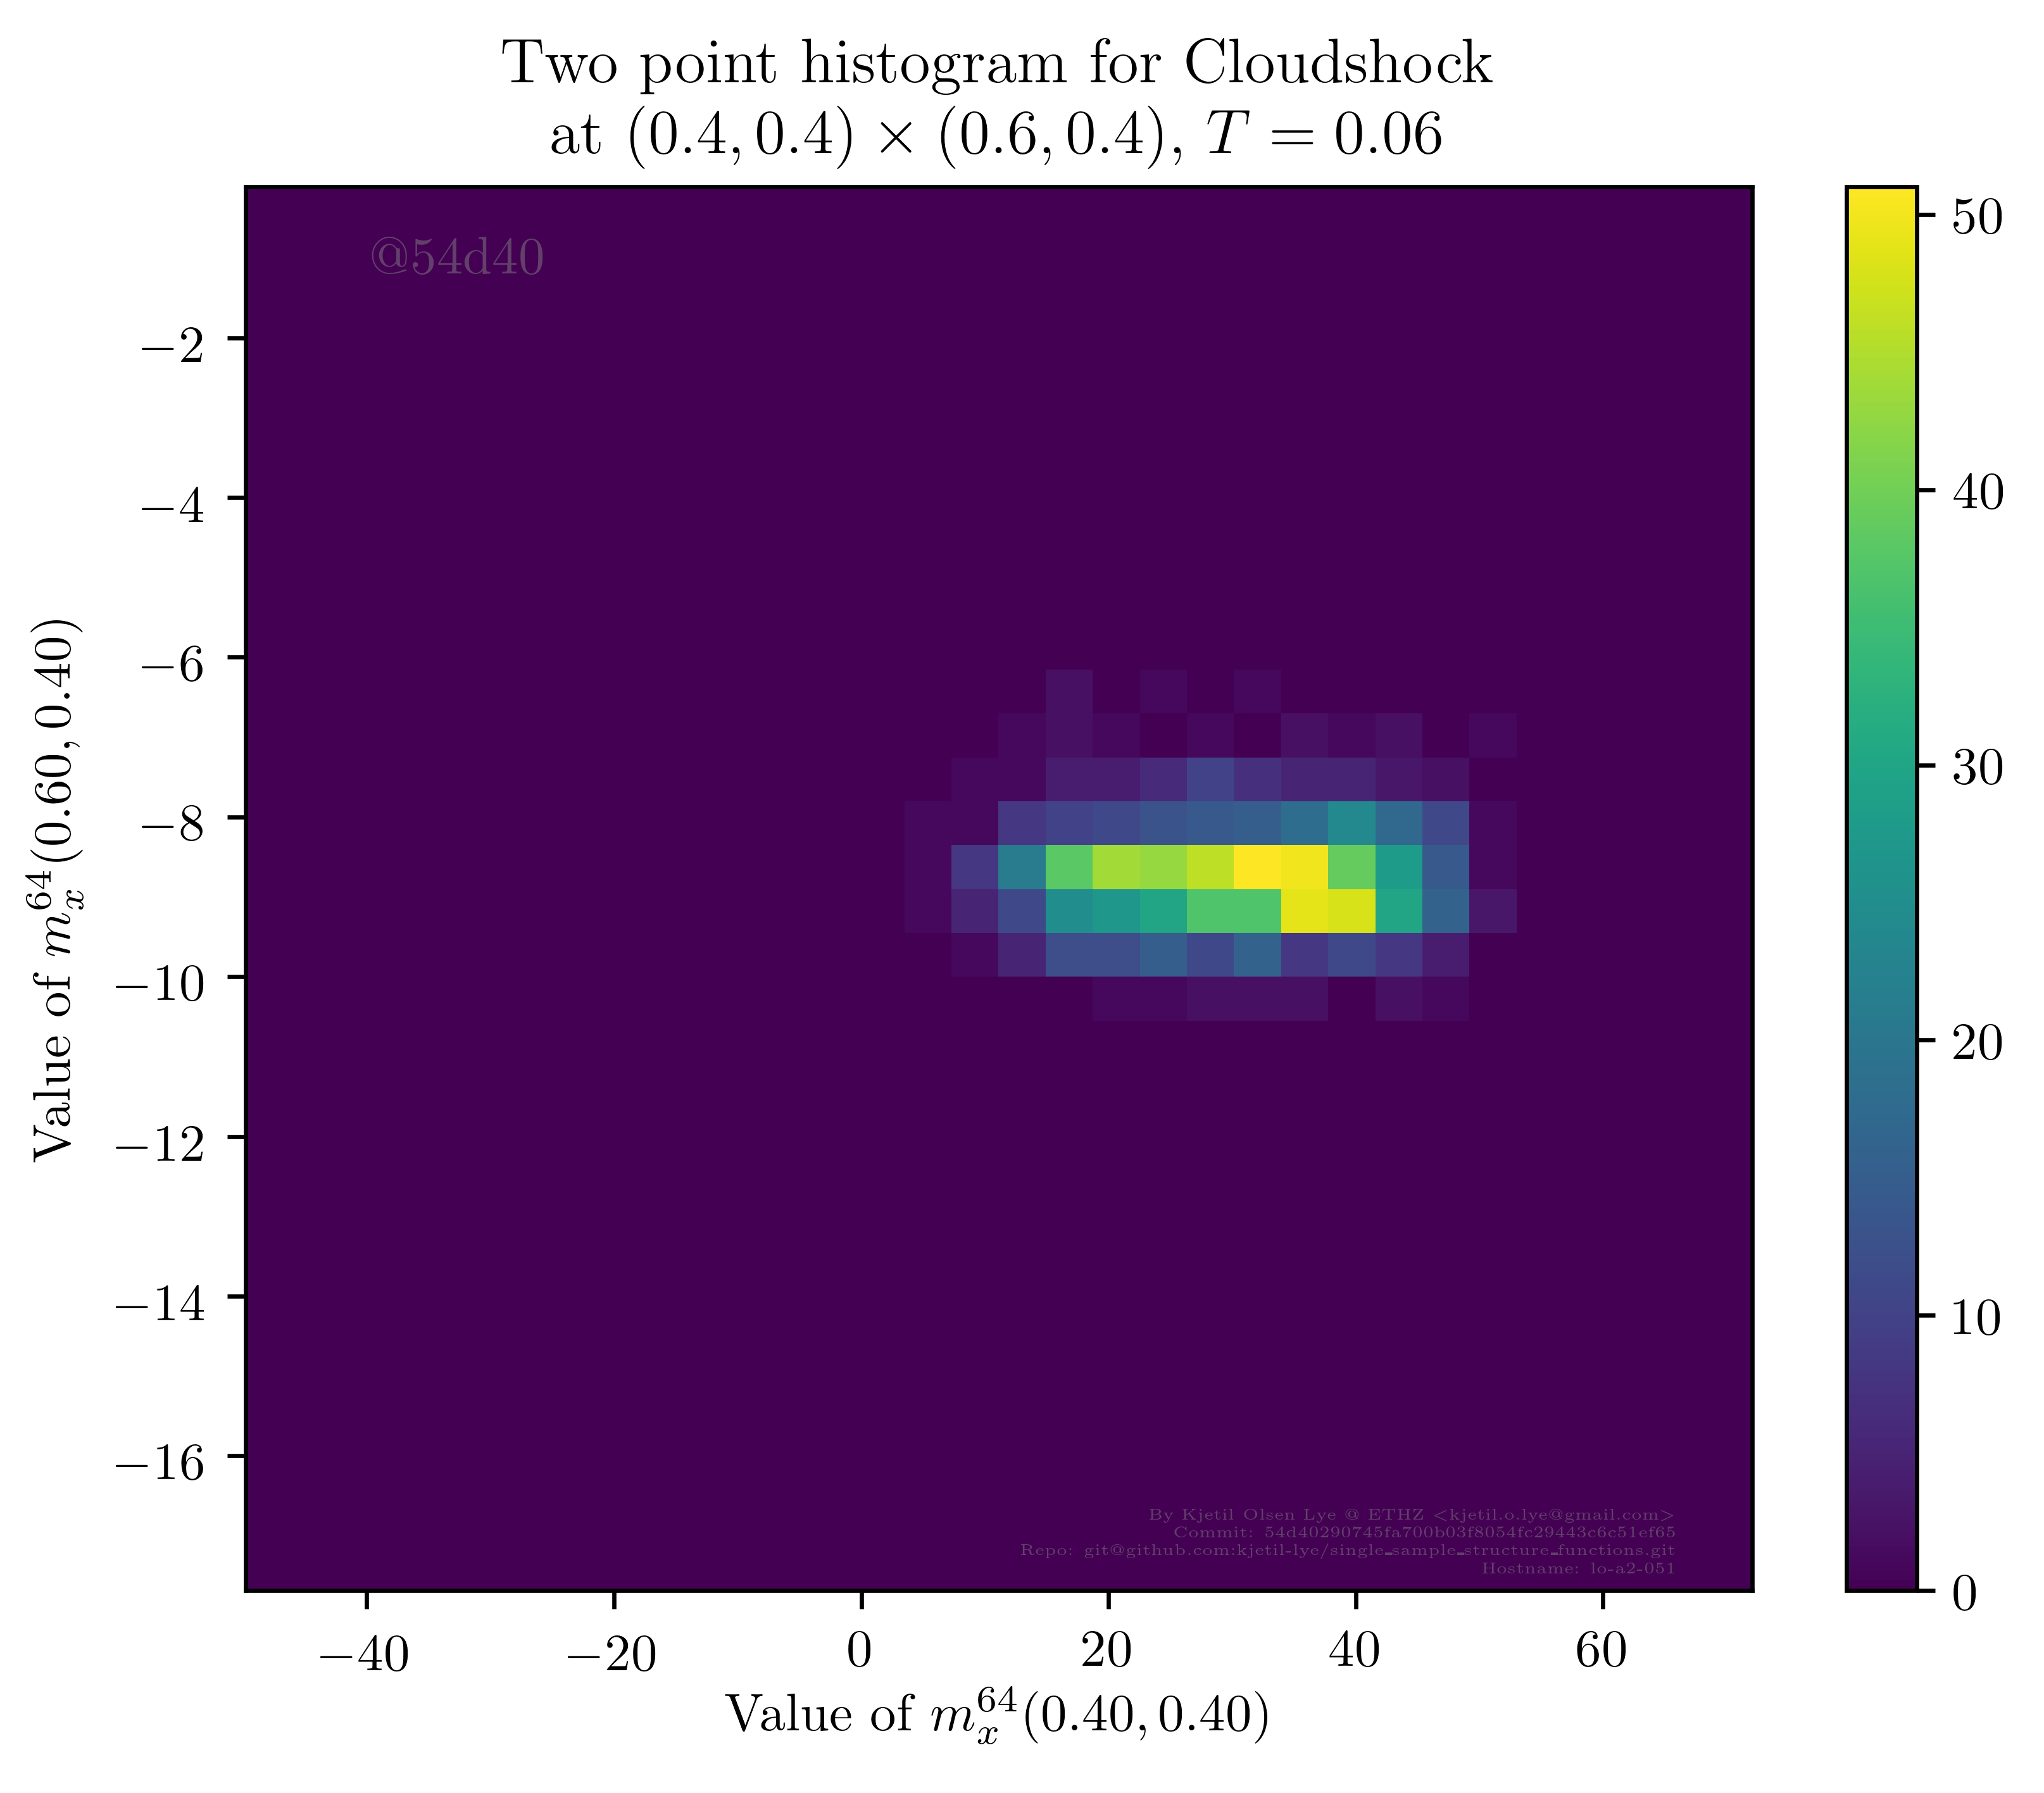 Two point histogram for Cloudshock
at (0.4, 0.4) × (0.6, 0.4), T = 0.06
@54d40
50
40
30
20
10
0
−2
−4
−6
−8
−10
−12
−14
−16
Value of m_x^64(0.60, 0.40)
By Kjetil Olsen Lye @ ETHZ <kjetil.o.lye@gmail.com>
Commit: 54d40290745fa700b03f8054fc29443c6c51ef65
Repo: git@github.com:kjetil-lye/single_sample_structure_functions.git
Hostname: lo-a2-051
−40 −20 0 20 40 60
Value of m_x^64(0.40, 0.40)